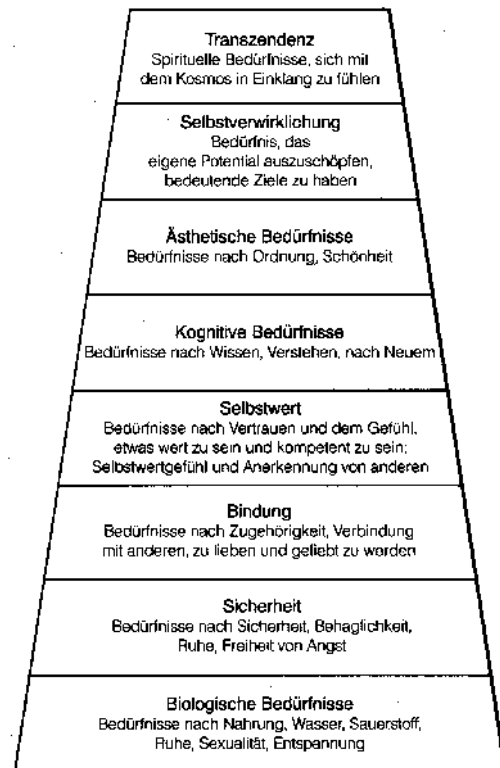 Transzendenz
Spirituelle Bedürfnisse, sich mit
dem Kosmos in Einklang zu fühlen
Selbstverwirklichung
Bedürfnis, das
eigene Potential auszuschöpfen,
bedeutende Ziele zu haben
Ästhetische Bedürfnisse
Bedürfnisse nach Ordnung, Schönheit
Kognitive Bedürfnisse
Bedürfnisse nach Wissen, Verstehen, nach Neuem
Selbstwert
Bedürfnisse nach Vertrauen und dem Gefühl,
etwas wert zu sein und kompetent zu sein;
Selbstwertgefühl und Anerkennung von anderen
Bindung
Bedürfnisse nach Zugehörigkeit, Verbindung
mit anderen, zu lieben und geliebt zu werden
Sicherheit
Bedürfnisse nach Sicherheit, Behaglichkeit,
Ruhe, Freiheit von Angst
Biologische Bedürfnisse
Bedürfnisse nach Nahrung, Wasser, Sauerstoff,
Ruhe, Sexualität, Entspannung